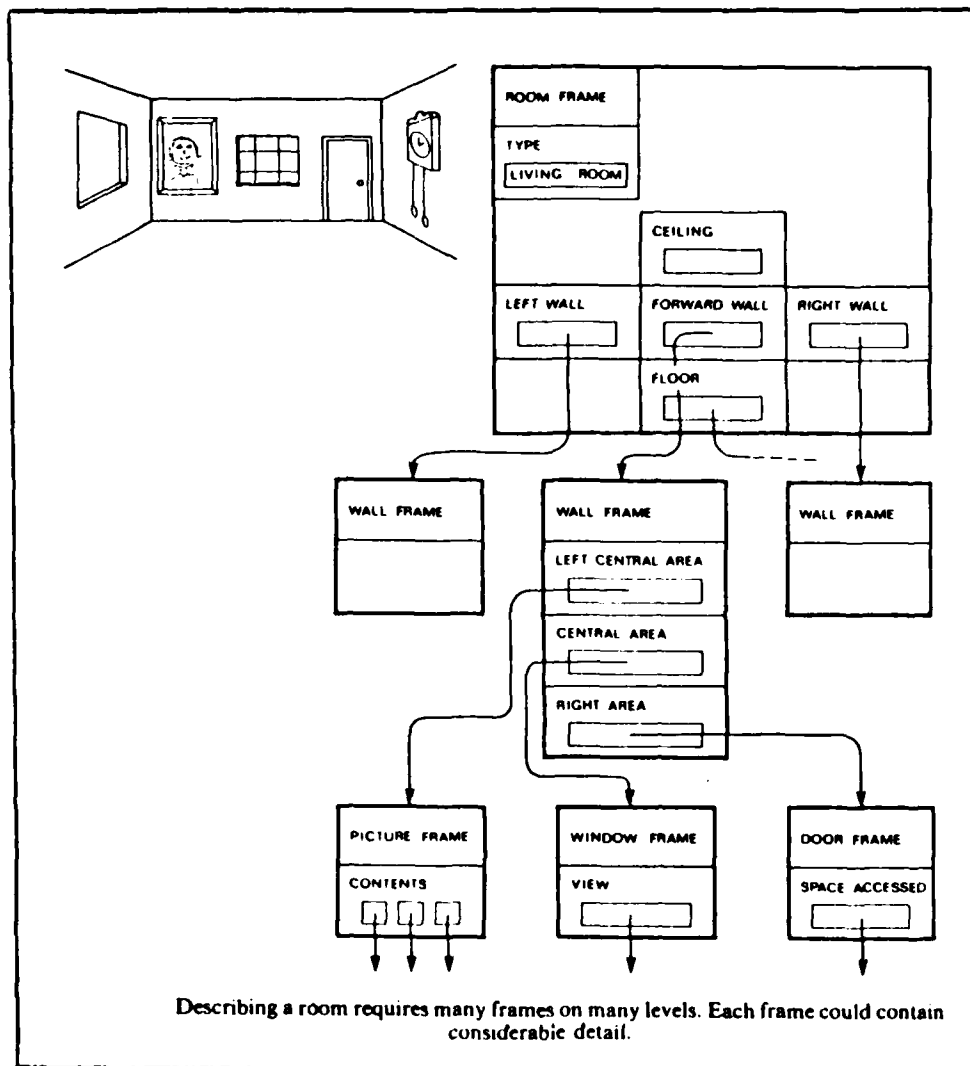 ROOM FRAME
TYPE
LIVING ROOM
CEILING
LEFT WALL
FORWARD WALL
RIGHT WALL
FLOOR
WALL FRAME
WALL FRAME
WALL FRAME
LEFT CENTRAL AREA
CENTRAL AREA
RIGHT AREA
PICTURE FRAME
WINDOW FRAME
DOOR FRAME
CONTENTS
VIEW
SPACE ACCESSED
Describing a room requires many frames on many levels. Each frame could contain
considerable detail.